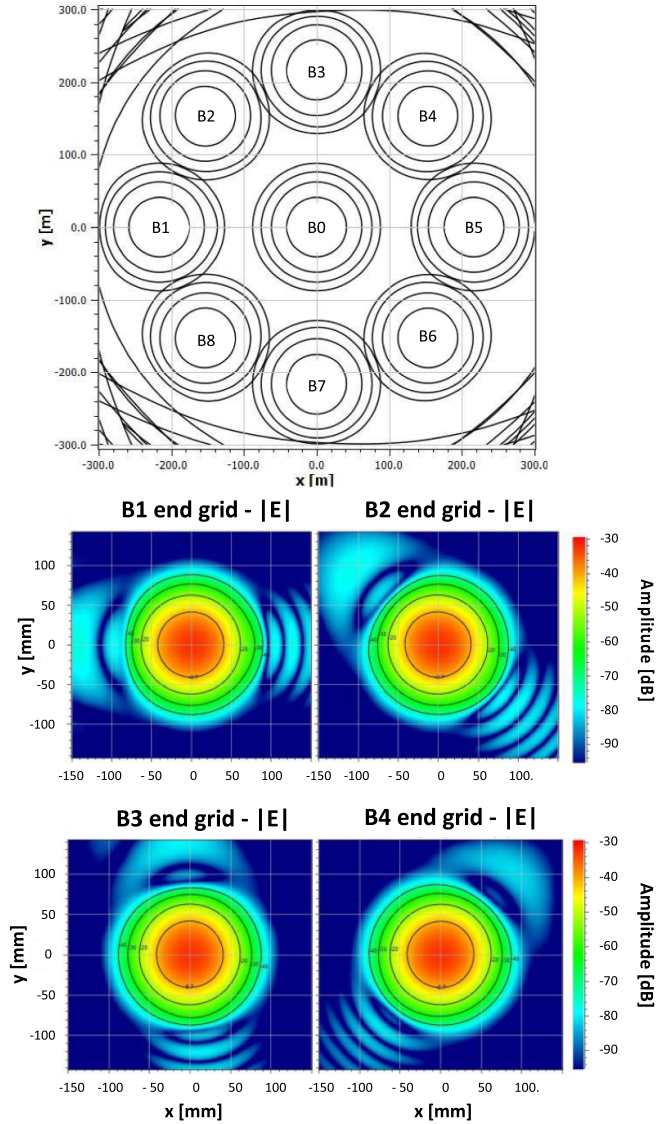 300.0
200.0
100.0
0.0
-100.0
-200.0
-300.0
y [m]
B3
B2
B4
B1
B0
B5
B8
B6
B7
-300.0 -200.0 -100.0 0.0 100.0 200.0 300.0
x [m]
B1 end grid - |E|
B2 end grid - |E|
100
50
0
-50
-100
y [mm]
-150 -100 - 50 0 50 100
-150 -100 - 50 0 50 100
-30
-40
-50
-60
-70
-80
-90
Amplitude [dB]
B3 end grid - |E|
B4 end grid - |E|
100
50
0
-50
-100
y [mm]
-150 -100 - 50 0 50 100
-150 -100 - 50 0 50 100.
x [mm]
x [mm]
-30
-40
-50
-60
-70
-80
-90
Amplitude [dB]